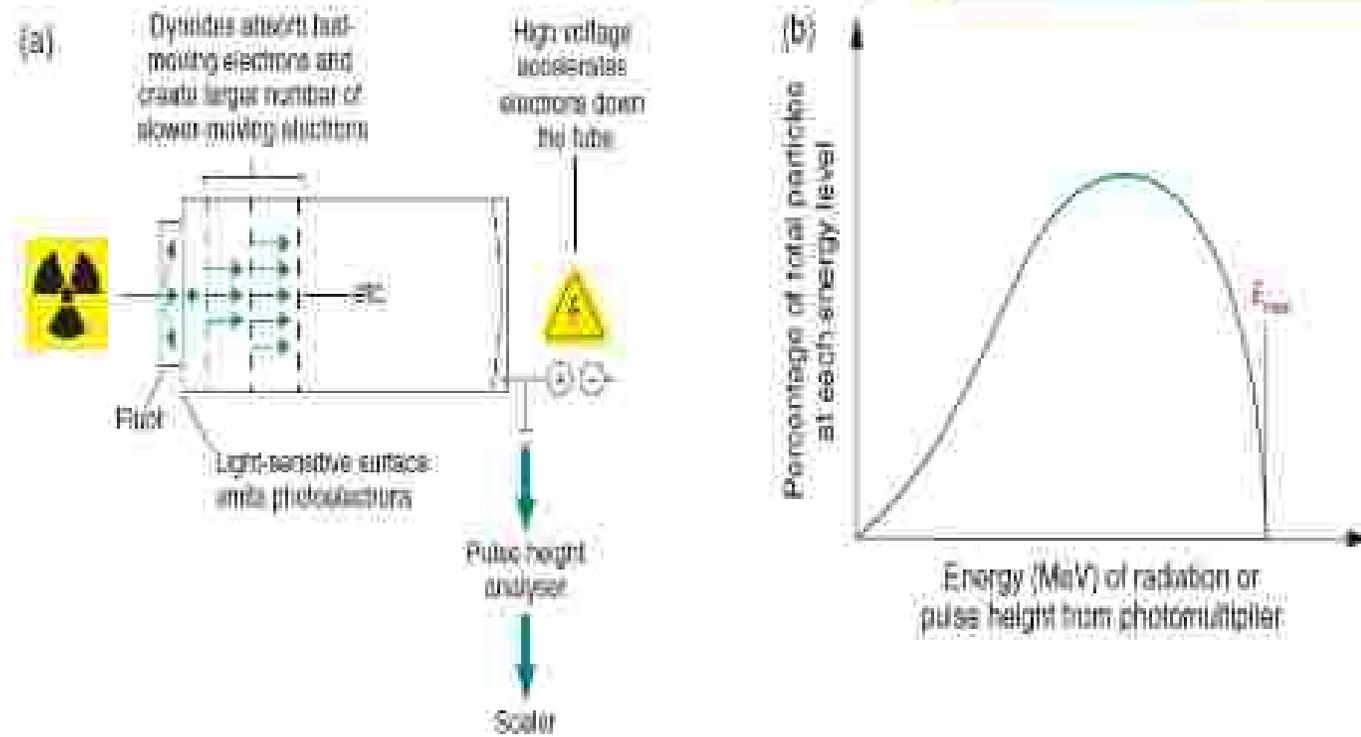 (a)
Dynodes absorb fast-
moving electrons and
create larger number of
slower-moving electrons
High voltage
accelerates
electrons down
the tube
etc.
Fluor
Light-sensitive surface
emits photoelectrons
+ −
Pulse height
analyser
Scaler
(b)
Percentage of total particles
at each energy level
Emax
Energy (MeV) of radiation or
pulse height from photomultiplier